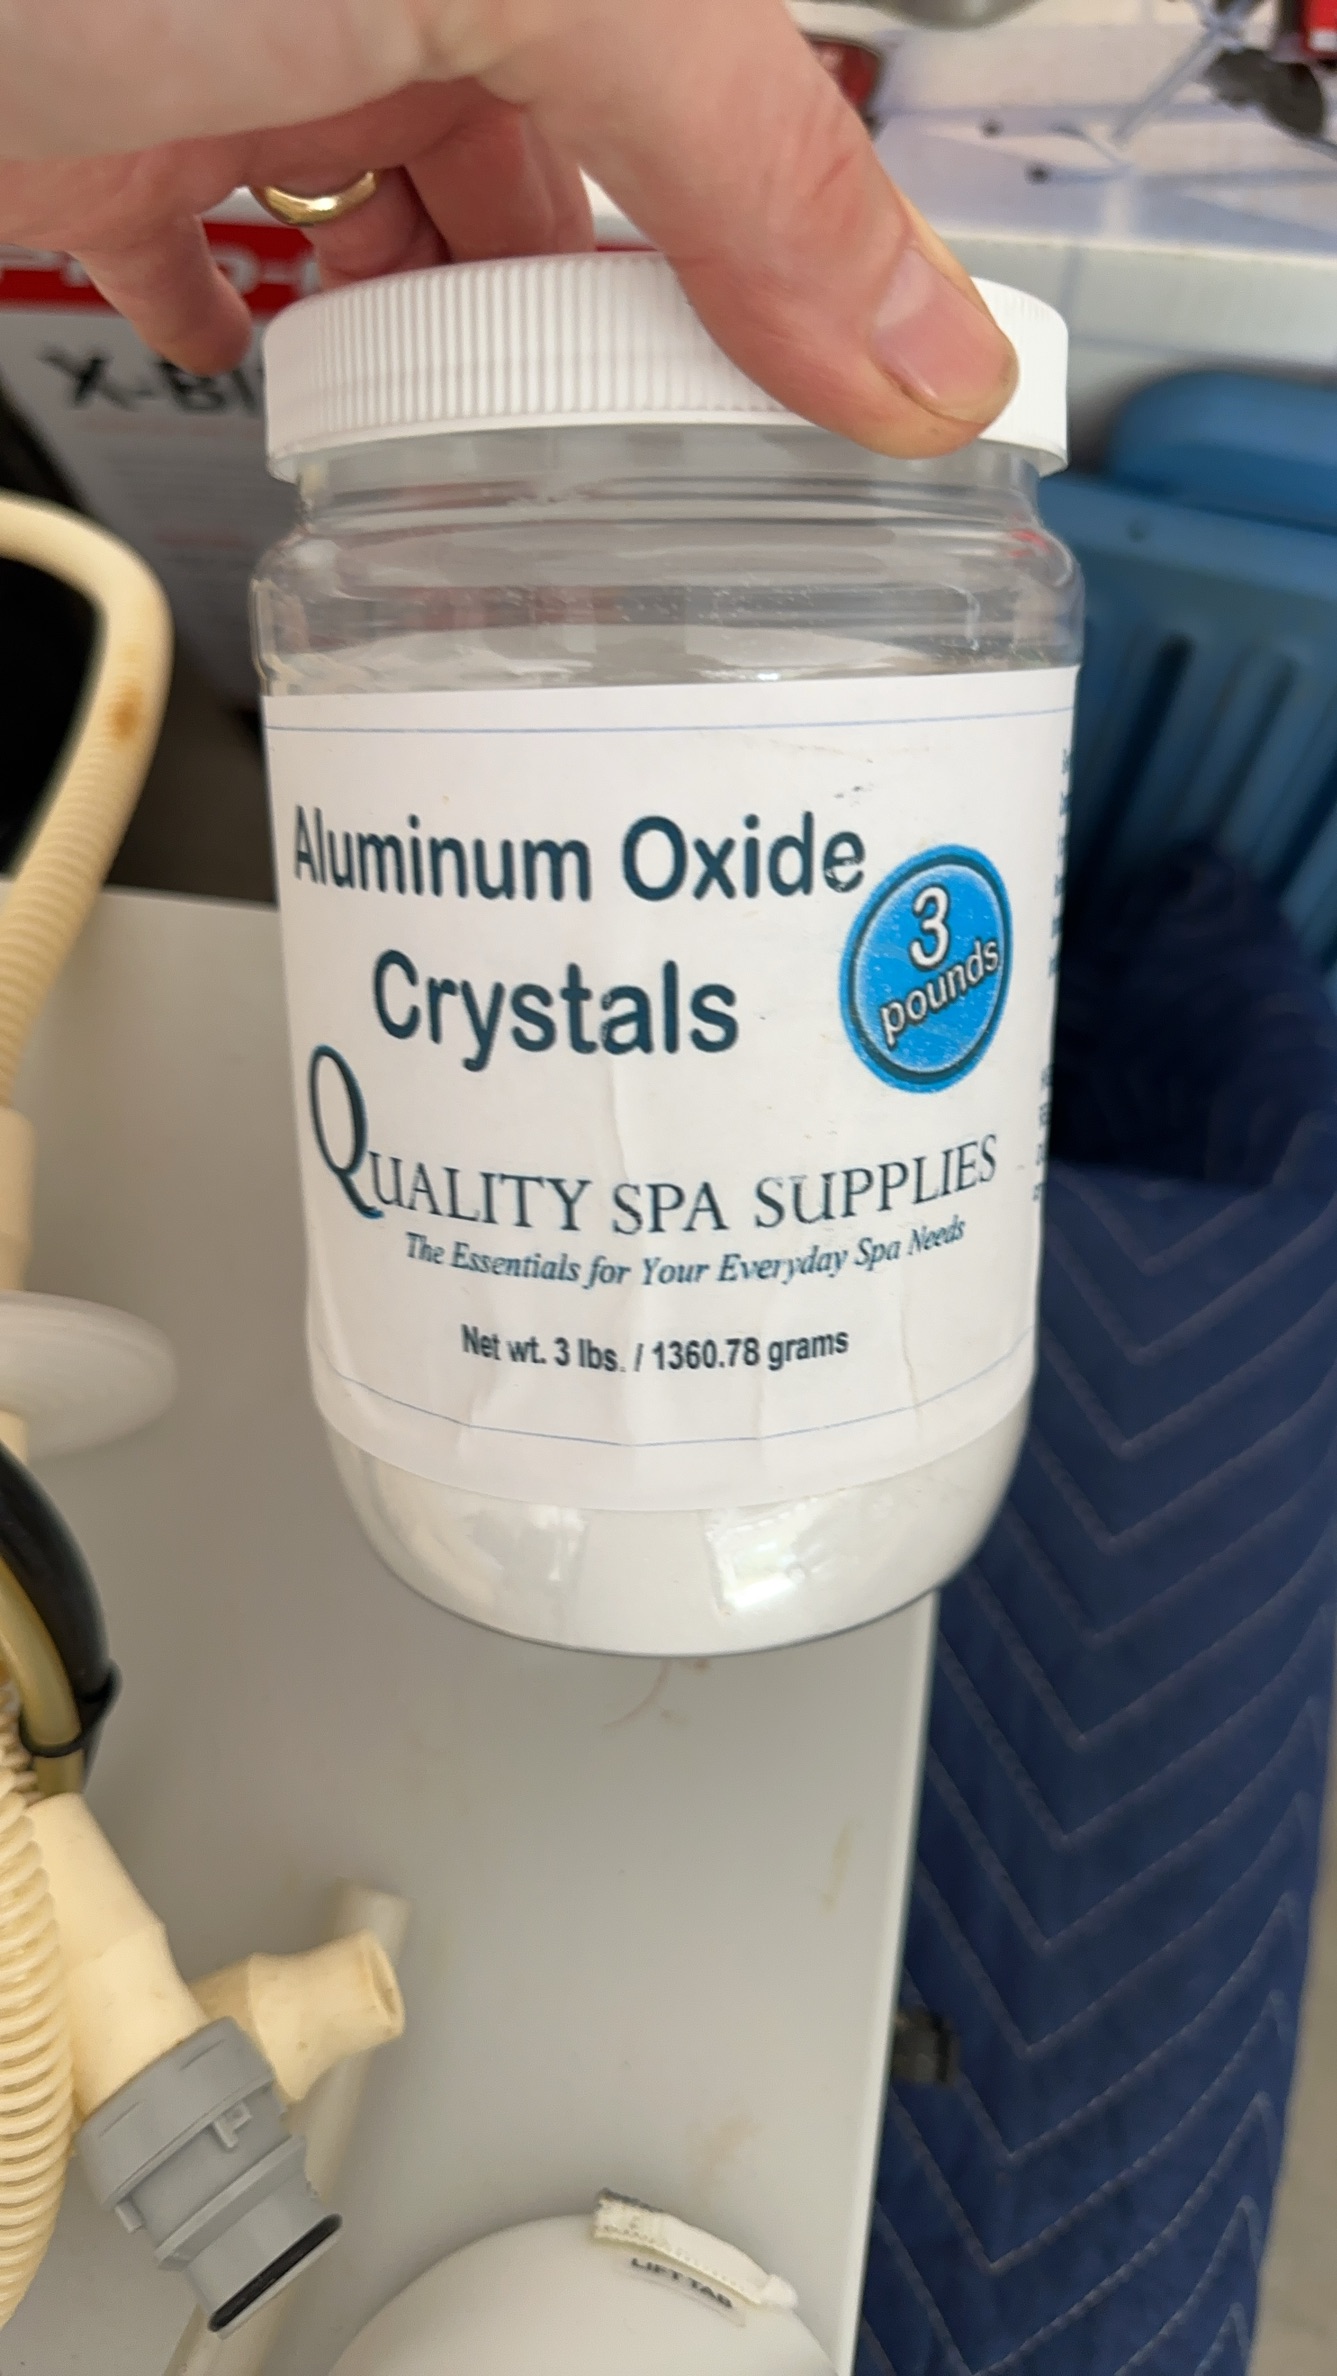 Aluminum Oxide
Crystals
3
pounds
QUALITY SPA SUPPLIES
The Essentials for Your Everyday Spa Needs
Net wt. 3 lbs. / 1360.78 grams
LIFT TAB